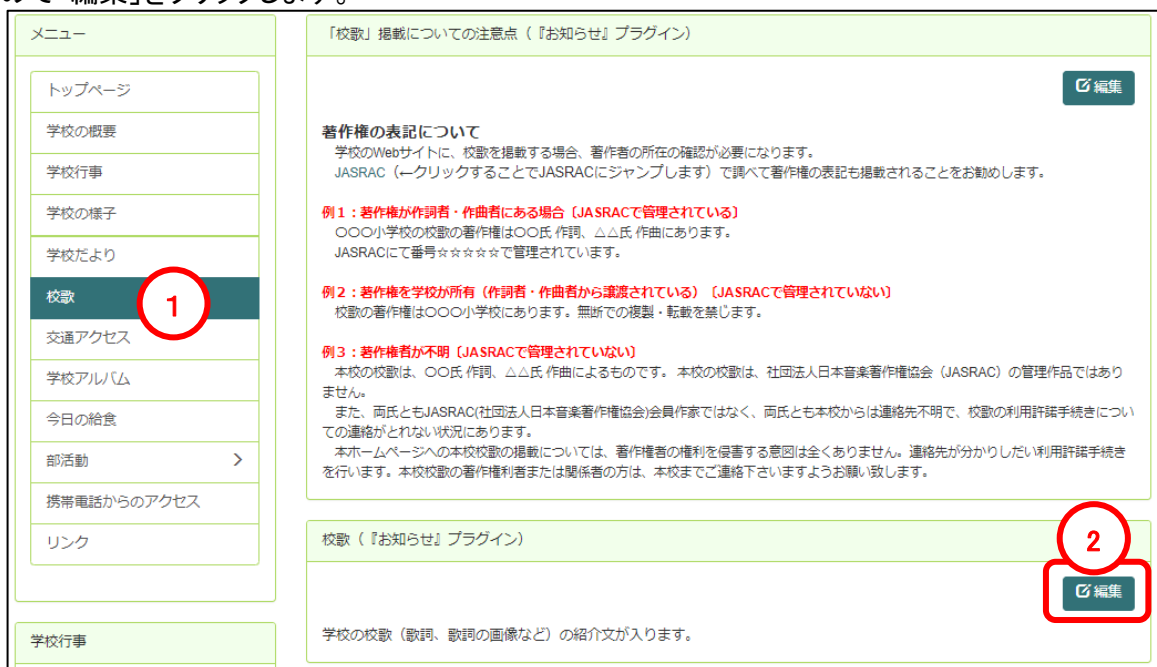 ので「編集」をクリックします。
メニュー
トップページ
学校の概要
学校行事
学校の様子
学校だより
校歌
1
交通アクセス
学校アルバム
今日の給食
部活動
携帯電話からのアクセス
リンク
学校行事
「校歌」掲載についての注意点（『お知らせ』プラグイン）
編集
著作権の表記について
学校のWebサイトに、校歌を掲載する場合、著作者の所在の確認が必要になります。
JASRAC（←クリックすることでJASRACにジャンプします）で調べて著作権の表記も掲載されることをお勧めします。
例１：著作権が作詞者・作曲者にある場合〔JASRACで管理されている〕
〇〇〇小学校の校歌の著作権は〇〇氏 作詞、△△氏 作曲にあります。
JASRACにて番号☆☆☆☆☆で管理されています。
例２：著作権を学校が所有（作詞者・作曲者から譲渡されている）〔JASRACで管理されていない〕
校歌の著作権は〇〇〇小学校にあります。無断での複製・転載を禁じます。
例３：著作権者が不明〔JASRACで管理されていない〕
本校の校歌は、〇〇氏 作詞、△△氏 作曲によるものです。 本校の校歌は、社団法人日本音楽著作権協会（JASRAC）の管理作品ではあり
ません。
また、両氏ともJASRAC(社団法人日本音楽著作権協会)会員作家ではなく、両氏とも本校からは連絡先不明で、校歌の利用許諾手続きについ
ての連絡がとれない状況にあります。
本ホームページへの本校校歌の掲載については、著作権者の権利を侵害する意図は全くありません。連絡先が分かりしだい利用許諾手続き
を行います。本校校歌の著作権利者または関係者の方は、本校までご連絡下さいますようお願い致します。
校歌（『お知らせ』プラグイン）
2
編集
学校の校歌（歌詞、歌詞の画像など）の紹介文が入ります。